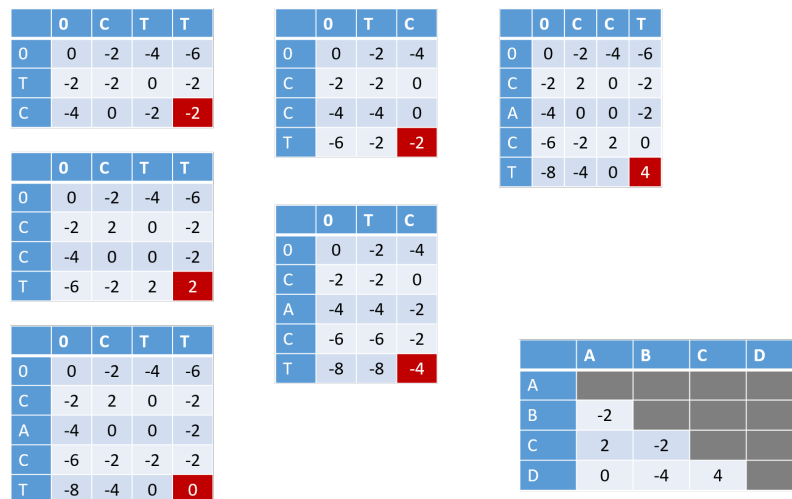 0 C T T
0 0 -2 -4 -6
T -2 -2 0 -2
C -4 0 -2 -2
0 C T T
0 0 -2 -4 -6
C -2 2 0 -2
C -4 0 0 -2
T -6 -2 2 2
0 C T T
0 0 -2 -4 -6
C -2 2 0 -2
A -4 0 0 -2
C -6 -2 -2 -2
T -8 -4 0 0
0 T C
0 0 -2 -4
C -2 -2 0
C -4 -4 0
T -6 -2 -2
0 T C
0 0 -2 -4
C -2 -2 0
A -4 -4 -2
C -6 -6 -2
T -8 -8 -4
0 C C T
0 0 -2 -4 -6
C -2 2 0 -2
A -4 0 0 -2
C -6 -2 2 0
T -8 -4 0 4
A B C D
A
B -2
C 2 -2
D 0 -4 4